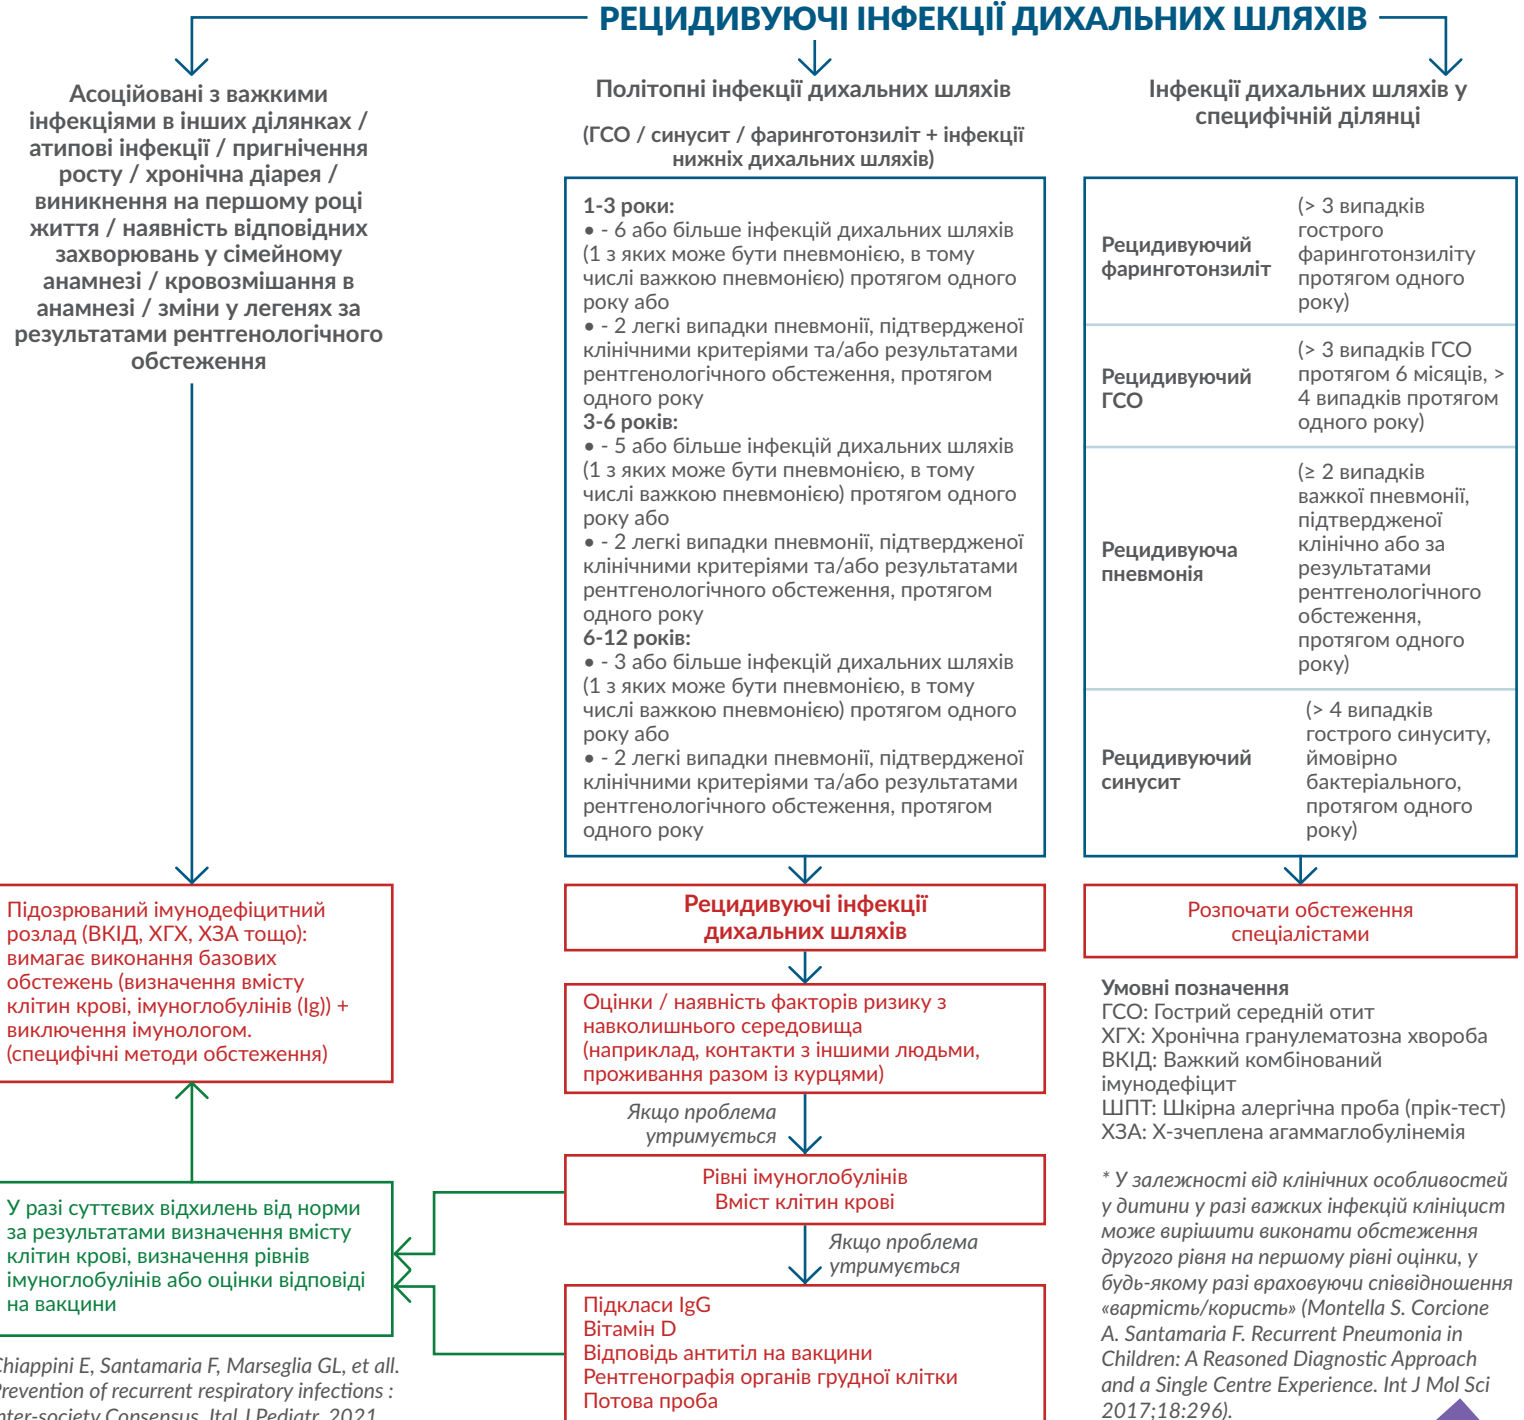 РЕЦИДИВУЮЧІ ІНФЕКЦІЇ ДИХАЛЬНИХ ШЛЯХІВ
Асоційовані з важкими
інфекціями в інших ділянках /
атипові інфекції / пригнічення
росту / хронічна діарея /
виникнення на першому році
життя / наявність відповідних
захворювань у сімейному
анамнезі / кровозмішання в
анамнезі / зміни у легенях за
результатами рентгенологічного
обстеження
Підозрюваний імунодефіцитний
розлад (ВКІД, ХГХ, ХЗА тощо):
вимагає виконання базових
обстежень (визначення вмісту
клітин крові, імуноглобулінів (Ig)) +
виключення імунологом.
(специфічні методи обстеження)
У разі суттєвих відхилень від норми
за результатами визначення вмісту
клітин крові, визначення рівнів
імуноглобулінів або оцінки відповіді
на вакцини
Chiappini E, Santamaria F, Marseglia GL, et all.
Prevention of recurrent respiratory infections :
Inter-society Consensus. Ital J Pediatr. 2021
Політопні інфекції дихальних шляхів
(ГСО / синусит / фаринготонзиліт + інфекції
нижніх дихальних шляхів)
1-3 роки:
• - 6 або більше інфекцій дихальних шляхів
(1 з яких може бути пневмонією, в тому
числі важкою пневмонією) протягом одного
року або
• - 2 легкі випадки пневмонії, підтвердженої
клінічними критеріями та/або результатами
рентгенологічного обстеження, протягом
одного року
3-6 років:
• - 5 або більше інфекцій дихальних шляхів
(1 з яких може бути пневмонією, в тому
числі важкою пневмонією) протягом одного
року або
• - 2 легкі випадки пневмонії, підтвердженої
клінічними критеріями та/або результатами
рентгенологічного обстеження, протягом
одного року
6-12 років:
• - 3 або більше інфекцій дихальних шляхів
(1 з яких може бути пневмонією, в тому
числі важкою пневмонією) протягом одного
року або
• - 2 легкі випадки пневмонії, підтвердженої
клінічними критеріями та/або результатами
рентгенологічного обстеження, протягом
одного року
Рецидивуючі інфекції
дихальних шляхів
Оцінки / наявність факторів ризику з
навколишнього середовища
(наприклад, контакти з іншими людьми,
проживання разом із курцями)
Якщо проблема
утримується
Рівні імуноглобулінів
Вміст клітин крові
Якщо проблема
утримується
Підкласи IgG
Вітамін D
Відповідь антитіл на вакцини
Рентгенографія органів грудної клітки
Потова проба
Інфекції дихальних шляхів у
специфічній ділянці
Рецидивуючий
фаринготонзиліт
(> 3 випадків
гострого
фаринготонзиліту
протягом одного
року)
Рецидивуючий
ГСО
(> 3 випадків ГСО
протягом 6 місяців, >
4 випадків протягом
одного року)
Рецидивуюча
пневмонія
(≥ 2 випадків
важкої пневмонії,
підтвердженої
клінічно або за
результатами
рентгенологічного
обстеження,
протягом одного
року)
Рецидивуючий
синусит
(> 4 випадків
гострого синуситу,
ймовірно
бактеріального,
протягом одного
року)
Розпочати обстеження
спеціалістами
Умовні позначення
ГСО: Гострий середній отит
ХГХ: Хронічна гранулематозна хвороба
ВКІД: Важкий комбінований
імунодефіцит
ШПТ: Шкірна алергічна проба (прік-тест)
ХЗА: Х-зчеплена агаммаглобулінемія
* У залежності від клінічних особливостей
у дитини у разі важких інфекцій клініцист
може вирішити виконати обстеження
другого рівня на першому рівні оцінки, у
будь-якому разі враховуючи співвідношення
«вартість/користь» (Montella S. Corcione
A. Santamaria F. Recurrent Pneumonia in
Children: A Reasoned Diagnostic Approach
and a Single Centre Experience. Int J Mol Sci
2017;18:296).